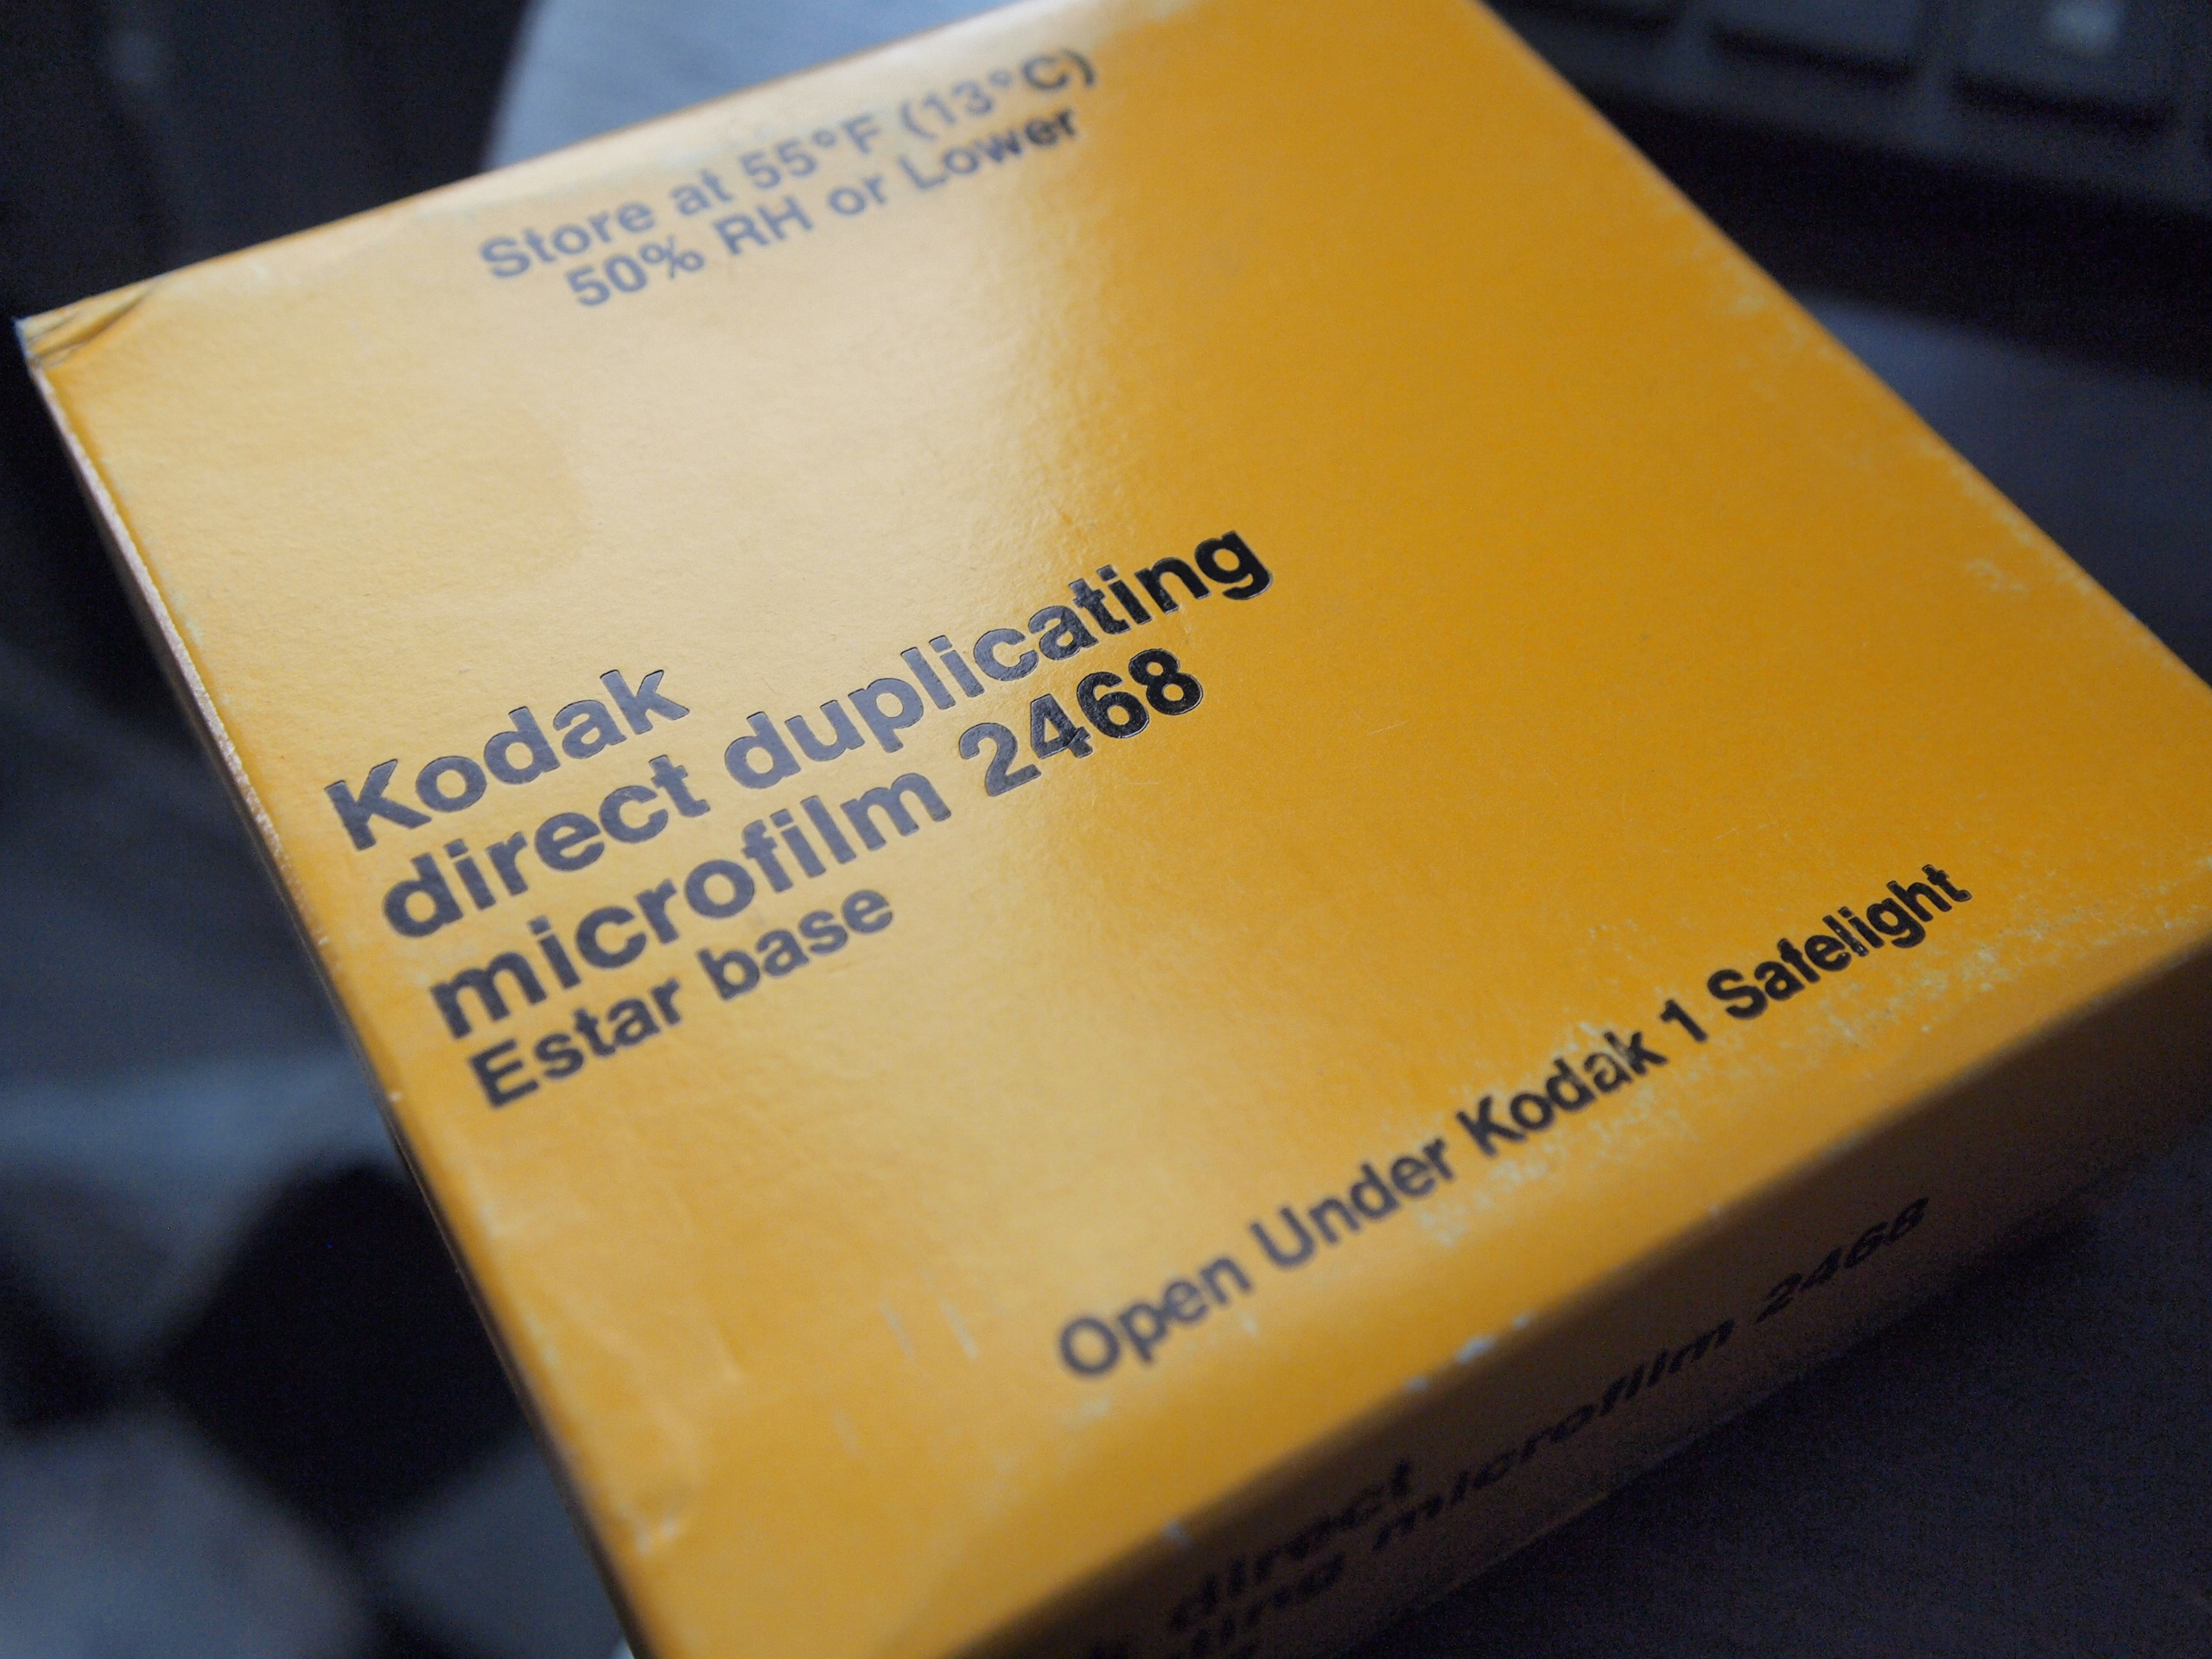 Store at 55°F (13°C)
50% RH or Lower
Kodak
direct duplicating
microfilm 2468
Estar base
Open Under Kodak 1 Safelight
direct
microfilm 2468